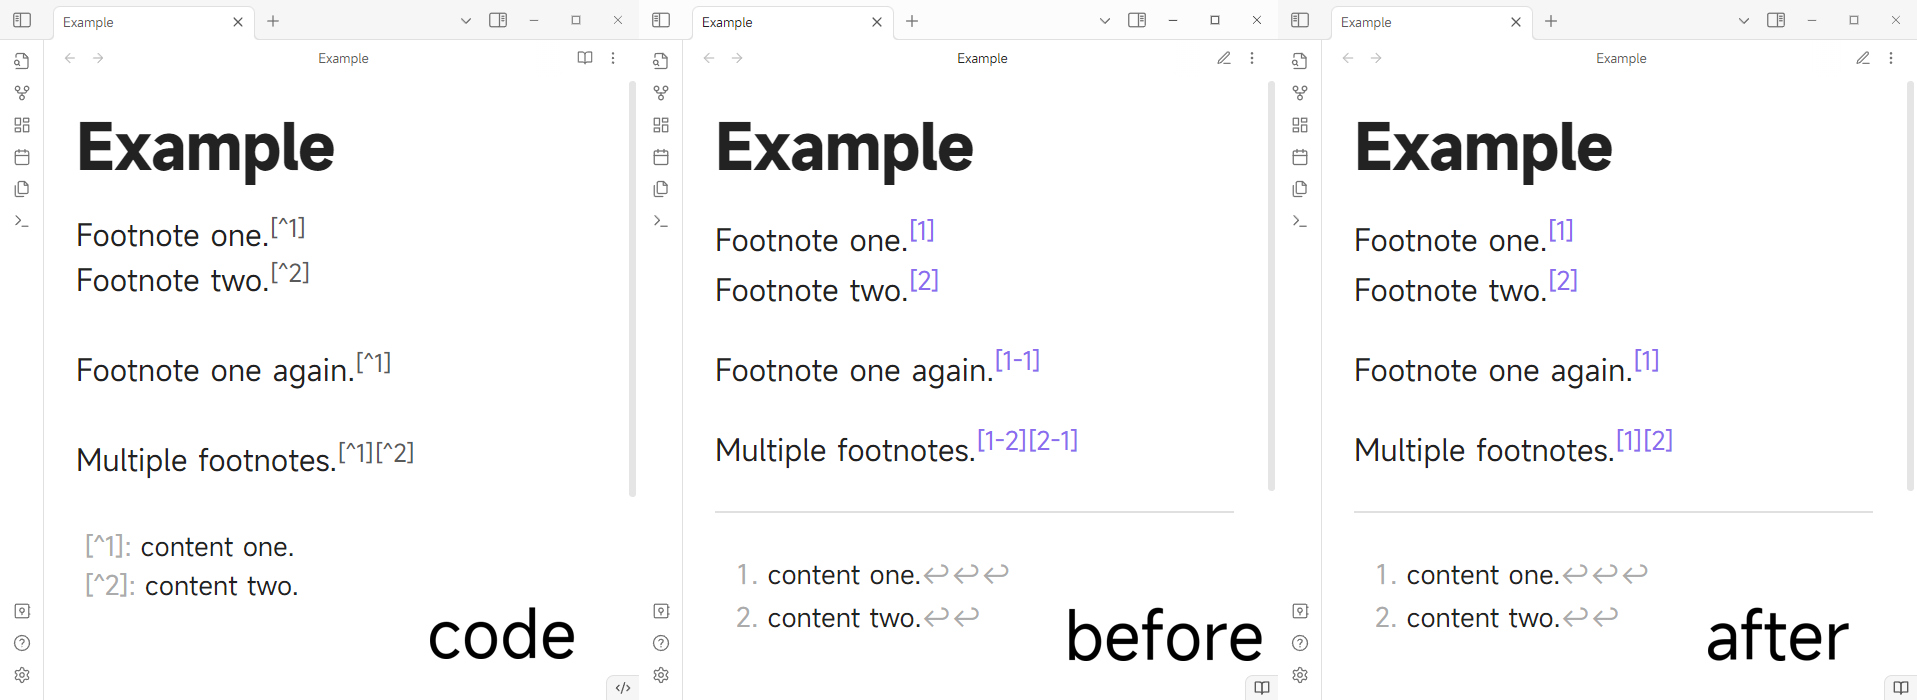 Example
Example
Example
Footnote one.[^1]
Footnote two.[^2]
Footnote one again.[^1]
Multiple footnotes.[^1][^2]
[^1]: content one.
[^2]: content two.
code
Example
Example
Example
Footnote one.[1]
Footnote two.[2]
Footnote one again.[1-1]
Multiple footnotes.[1-2][2-1]
1. content one.↩↩↩
2. content two.↩↩
before
Example
Example
Example
Footnote one.[1]
Footnote two.[2]
Footnote one again.[1]
Multiple footnotes.[1][2]
1. content one.↩↩↩
2. content two.↩↩
after